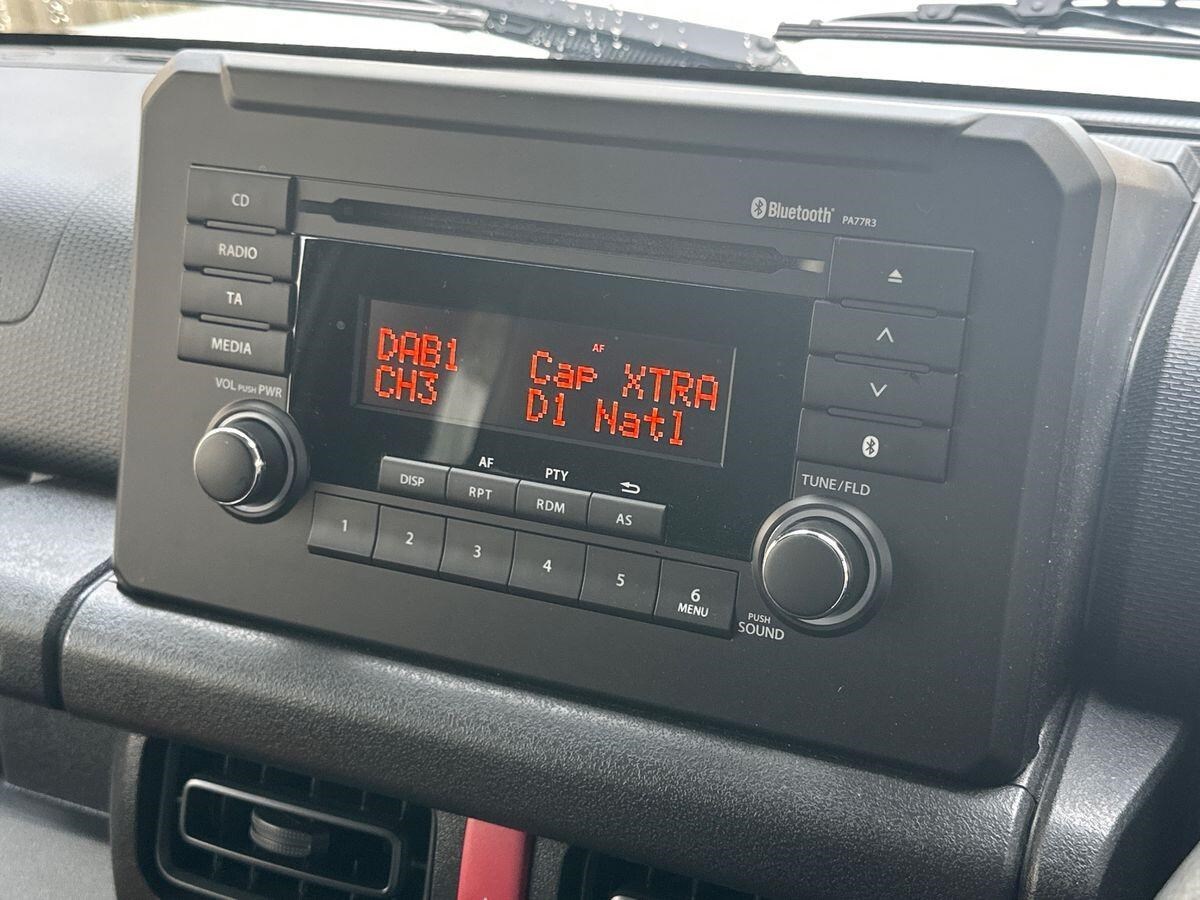 CD
Bluetooth® PA77R3
RADIO
TA
MEDIA
VOL PUSH PWR
AF
DAB1 Cap XTRA
CH3 D1 Natl
TUNE/FLD
AF PTY
DISP RPT RDM AS
1 2 3 4 5 6
MENU
PUSH
SOUND